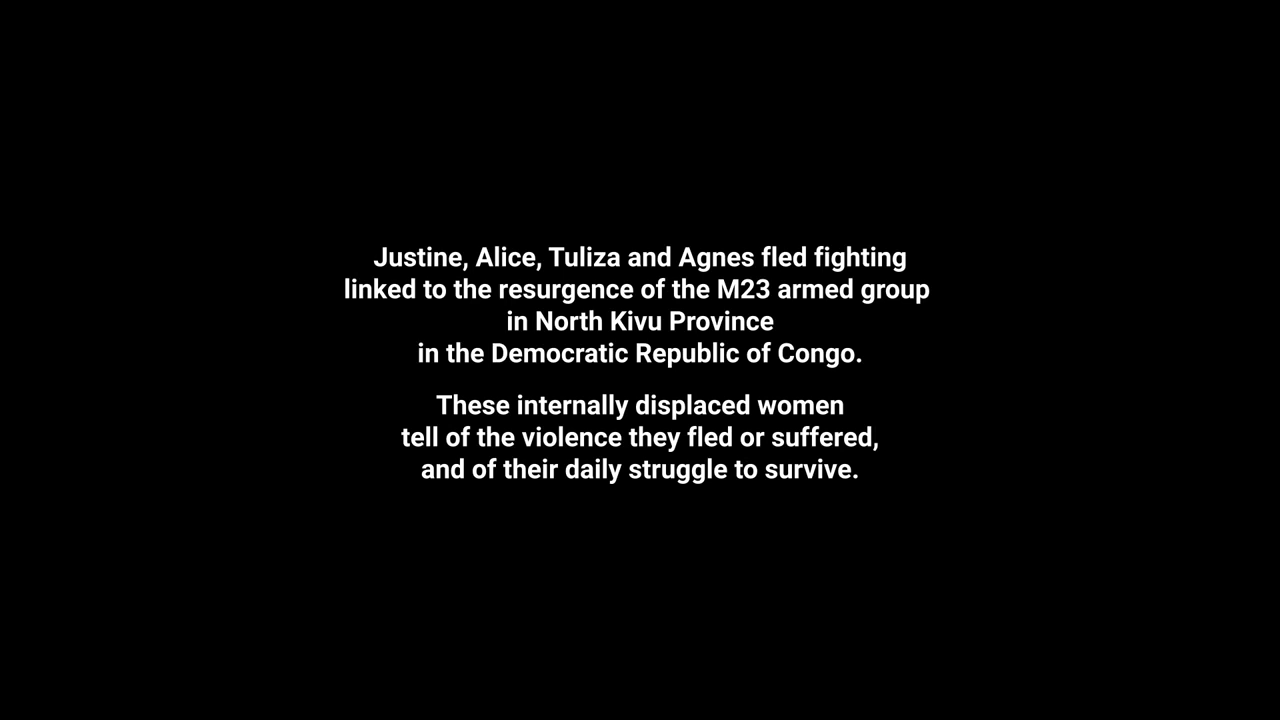 Justine, Alice, Tuliza and Agnes fled fighting
linked to the resurgence of the M23 armed group
in North Kivu Province
in the Democratic Republic of Congo.
These internally displaced women
tell of the violence they fled or suffered,
and of their daily struggle to survive.